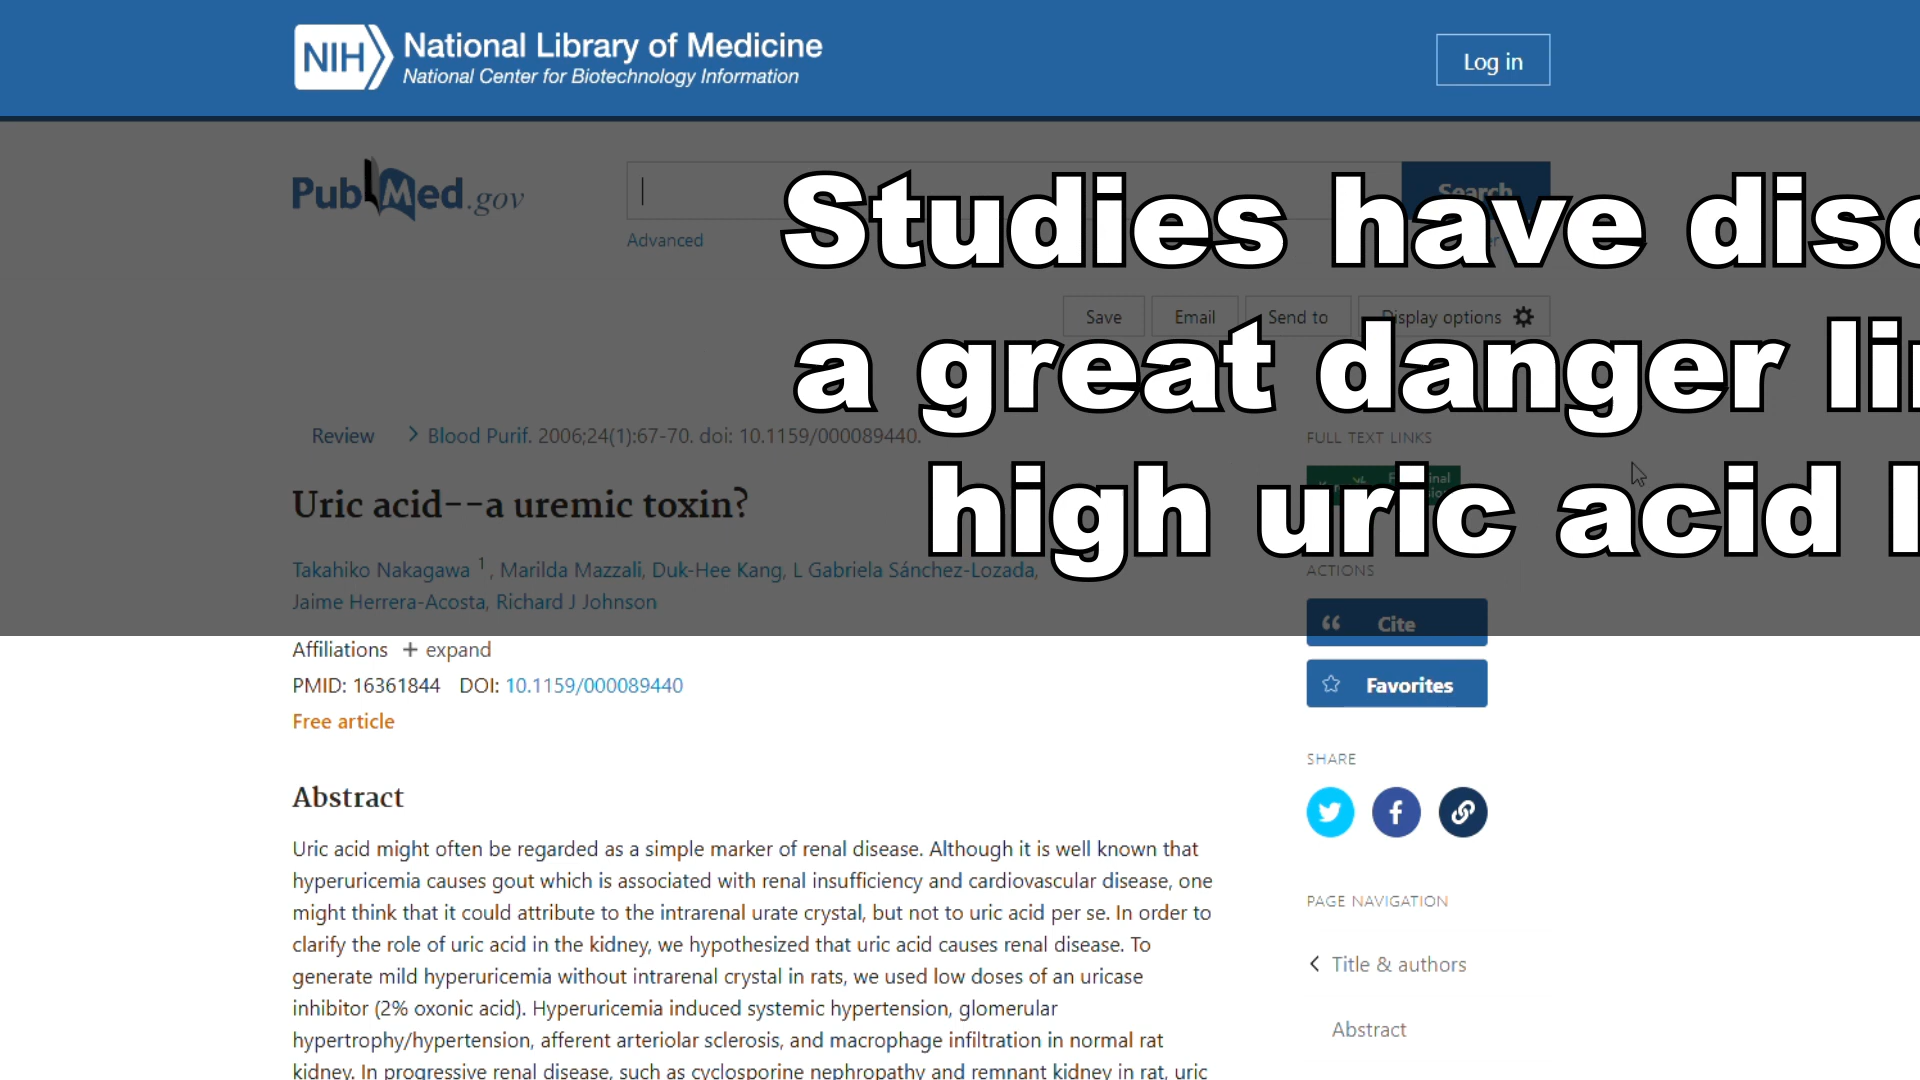 NIH National Library of Medicine
National Center for Biotechnology Information
Log in
PubMed.gov
Search
Advanced
Studies have disc
a great danger li
high uric acid l
Save
Email
Send to
Display options
Review
Blood Purif. 2006;24(1):67-70. doi: 10.1159/000089440.
FULL TEXT LINKS
Uric acid--a uremic toxin?
Takahiko Nakagawa 1, Marilda Mazzali, Duk-Hee Kang, L Gabriela Sánchez-Lozada,
Jaime Herrera-Acosta, Richard J Johnson
ACTIONS
Cite
Affiliations + expand
PMID: 16361844 DOI: 10.1159/000089440
Favorites
Free article
SHARE
Abstract
Uric acid might often be regarded as a simple marker of renal disease. Although it is well known that
hyperuricemia causes gout which is associated with renal insufficiency and cardiovascular disease, one
might think that it could attribute to the intrarenal urate crystal, but not to uric acid per se. In order to
clarify the role of uric acid in the kidney, we hypothesized that uric acid causes renal disease. To
generate mild hyperuricemia without intrarenal crystal in rats, we used low doses of an uricase
inhibitor (2% oxonic acid). Hyperuricemia induced systemic hypertension, glomerular
hypertrophy/hypertension, afferent arteriolar sclerosis, and macrophage infiltration in normal rat
kidney. In progressive renal disease, such as cyclosporine nephropathy and remnant kidney in rat, uric
PAGE NAVIGATION
Title & authors
Abstract